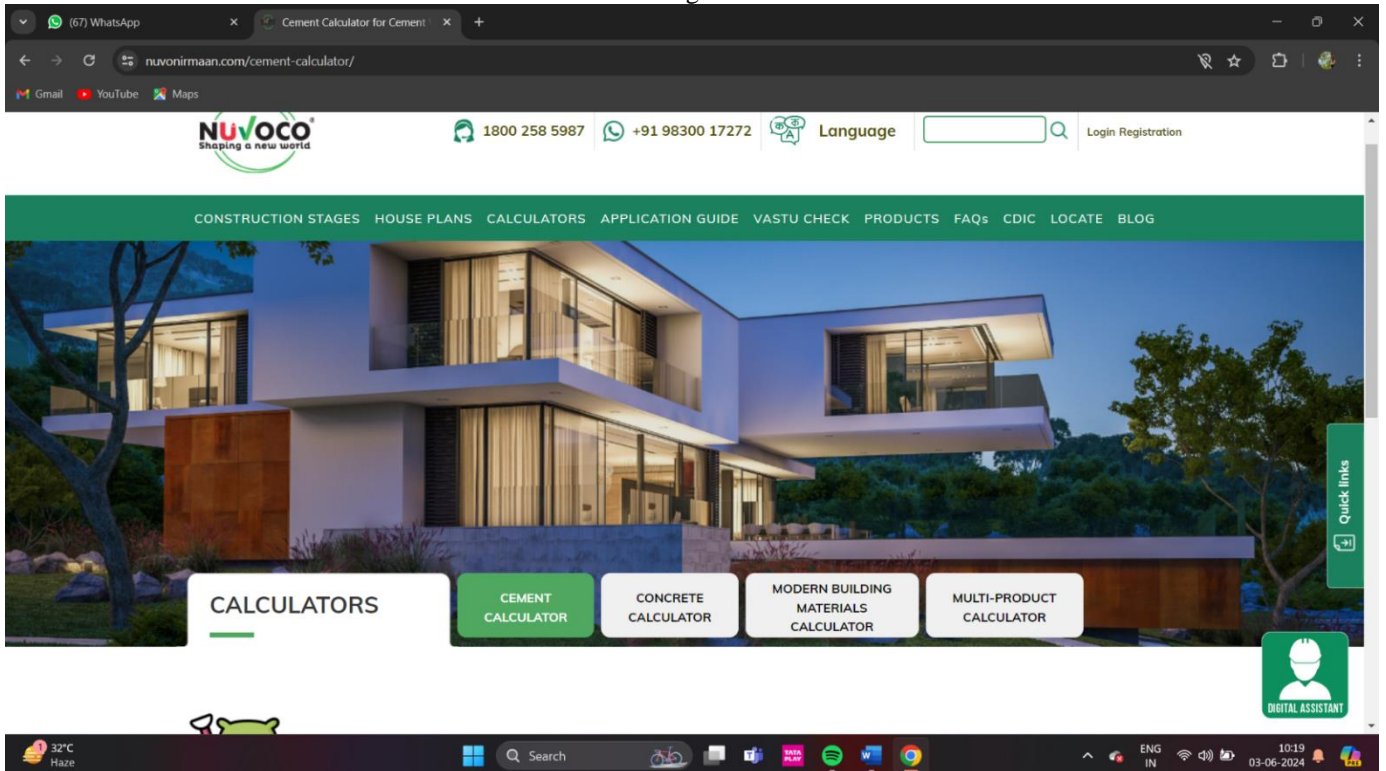 (67) WhatsApp
Cement Calculator for Cement
nuvonirmaan.com/cement-calculator/
Gmail YouTube Maps
NUVOCO
Shaping a new world
1800 258 5987 +91 98300 17272 Language Login Registration
CONSTRUCTION STAGES HOUSE PLANS CALCULATORS APPLICATION GUIDE VASTU CHECK PRODUCTS FAQs CDIC LOCATE BLOG
Quick links
CALCULATORS
CEMENT
CALCULATOR
CONCRETE
CALCULATOR
MODERN BUILDING
MATERIALS
CALCULATOR
MULTI-PRODUCT
CALCULATOR
DIGITAL ASSISTANT
1
32°C
Haze
Search
TATA
PLAY
ENG
IN
10:19
03-06-2024